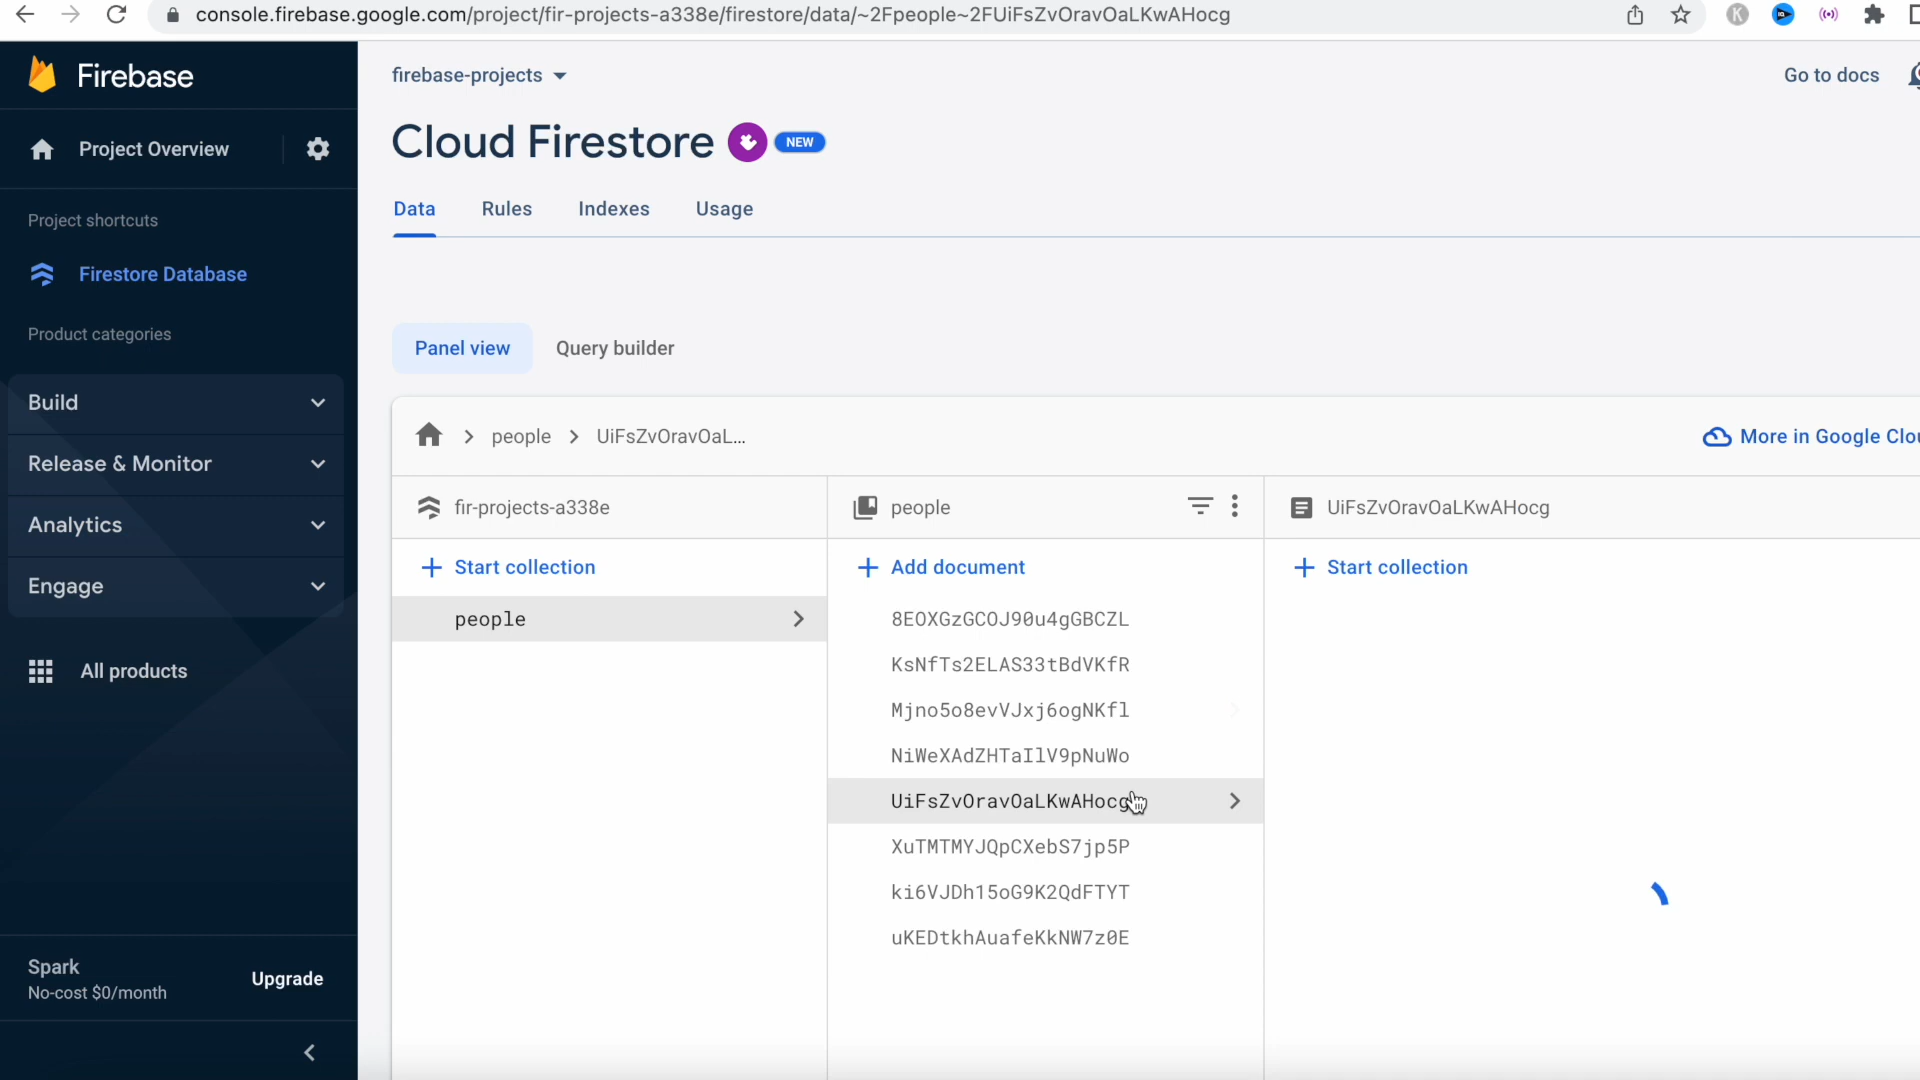 console.firebase.google.com/project/fir-projects-a338e/firestore/data/~2Fpeople~2FUiFsZvOravOaLKwAHocg
K
Firebase
firebase-projects
Go to docs
Project Overview
Cloud Firestore
NEW
Project shortcuts
Data
Rules
Indexes
Usage
Firestore Database
Product categories
Panel view
Query builder
Build
Release & Monitor
Analytics
Engage
All products
people
UiFsZvOravOaL...
More in Google Clou
fir-projects-a338e
people
UiFsZvOravOaLKwAHocg
Start collection
Add document
Start collection
people
8EOXGzGCOJ90u4gGBCZL
KsNfTs2ELAS33tBdVKfR
Mjno5o8evVJxj6ogNKfl
NiWeXAdZHTaIlV9pNuWo
UiFsZvOravOaLKwAHocg
XuTMTMYJQpCXebS7jp5P
ki6VJDh15oG9K2QdFTYT
uKEDtkhAuafeKkNW7z0E
Spark
No-cost $0/month
Upgrade